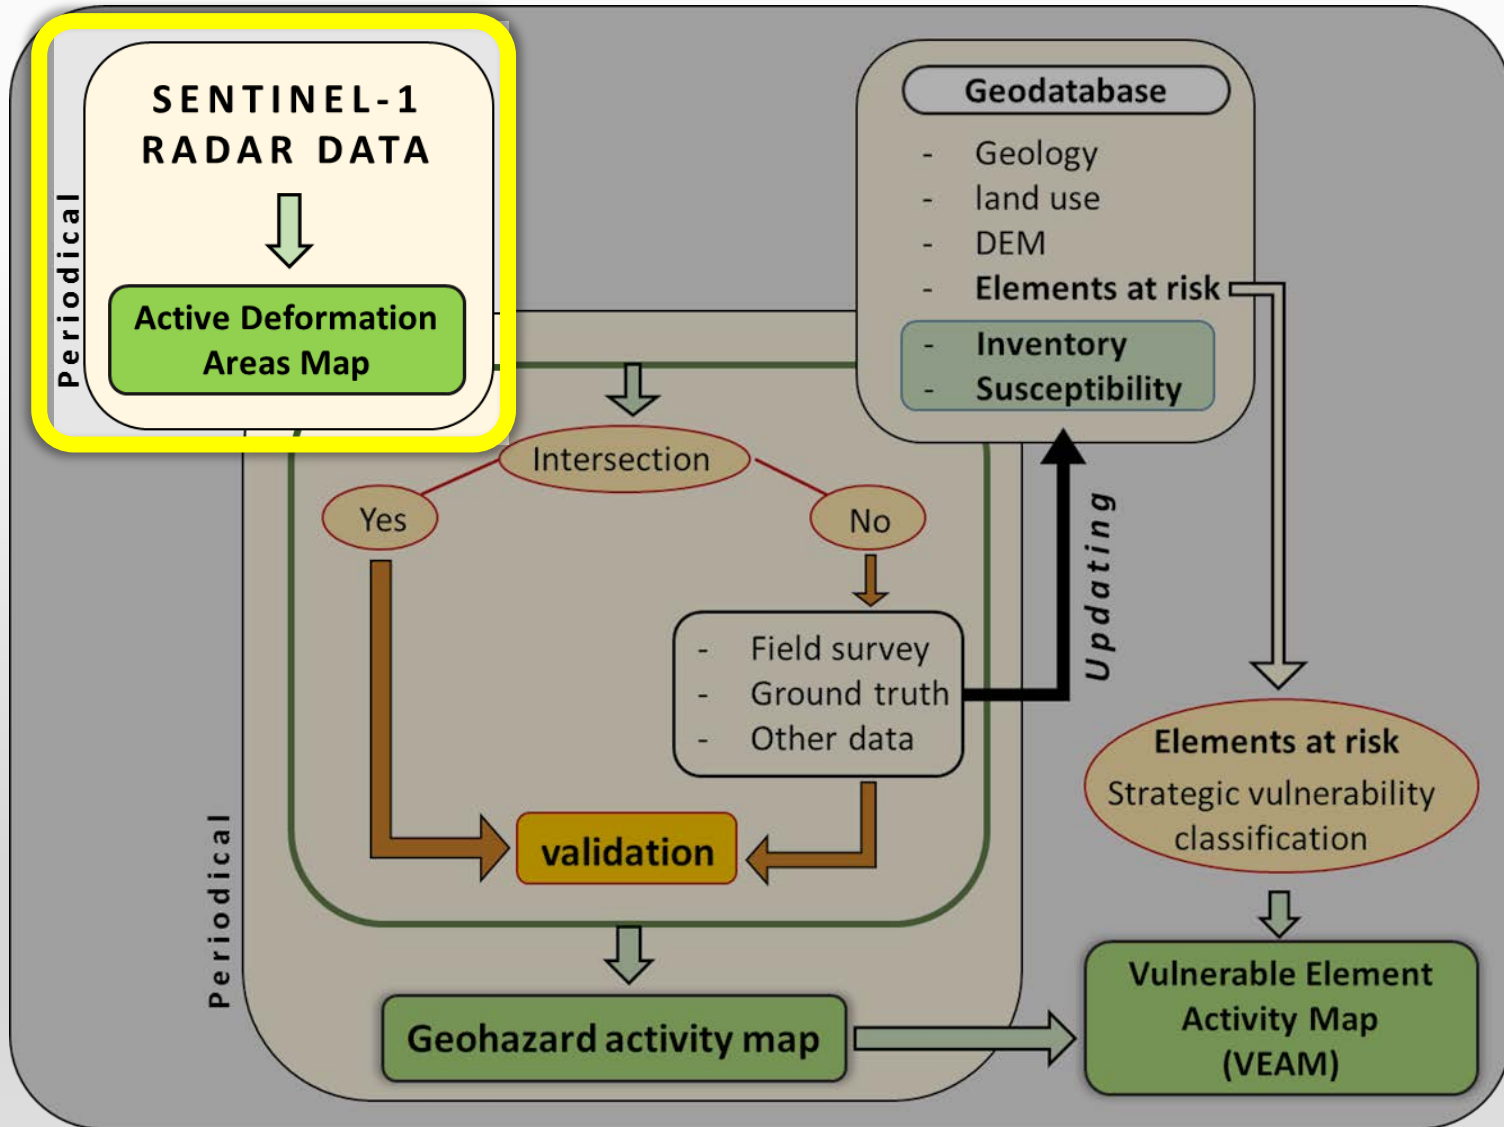 SENTINEL-1
RADAR DATA
Active Deformation
Areas Map
Periodical
Geodatabase
- Geology
- land use
- DEM
- Elements at risk
- Inventory
- Susceptibility
Intersection
Yes
No
- Field survey
- Ground truth
- Other data
Updating
validation
Periodical
Geohazard activity map
Elements at risk
Strategic vulnerability
classification
Vulnerable Element
Activity Map
(VEAM)